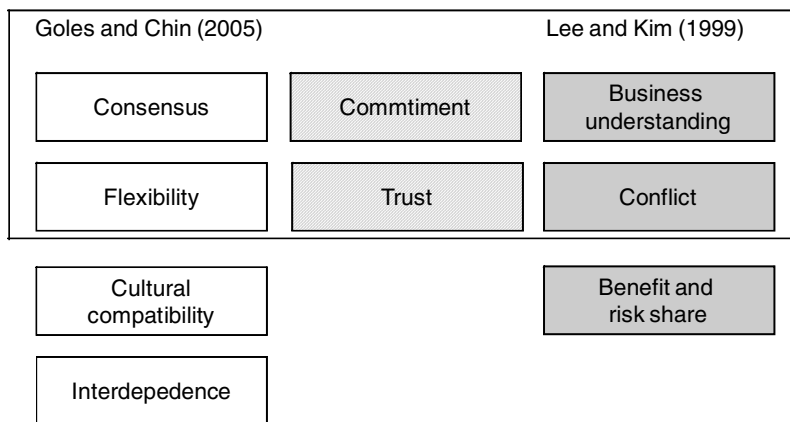 Goles and Chin (2005)
Lee and Kim (1999)
Consensus
Commtiment
Business
understanding
Flexibility
Trust
Conflict
Cultural
compatibility
Benefit and
risk share
Interdepedence